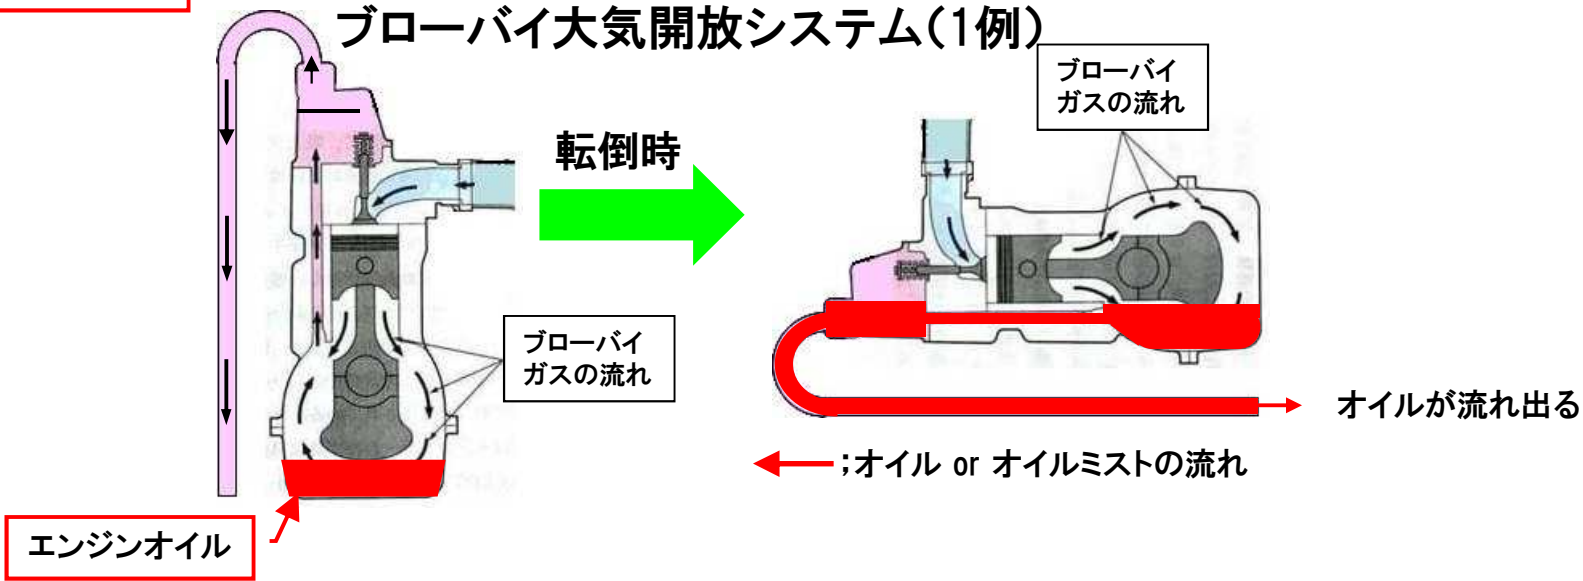 ブローバイ大気開放システム(1例)
ブローバイ
ガスの流れ
転倒時
ブローバイ
ガスの流れ
オイルが流れ出る
;オイル or オイルミストの流れ
エンジンオイル